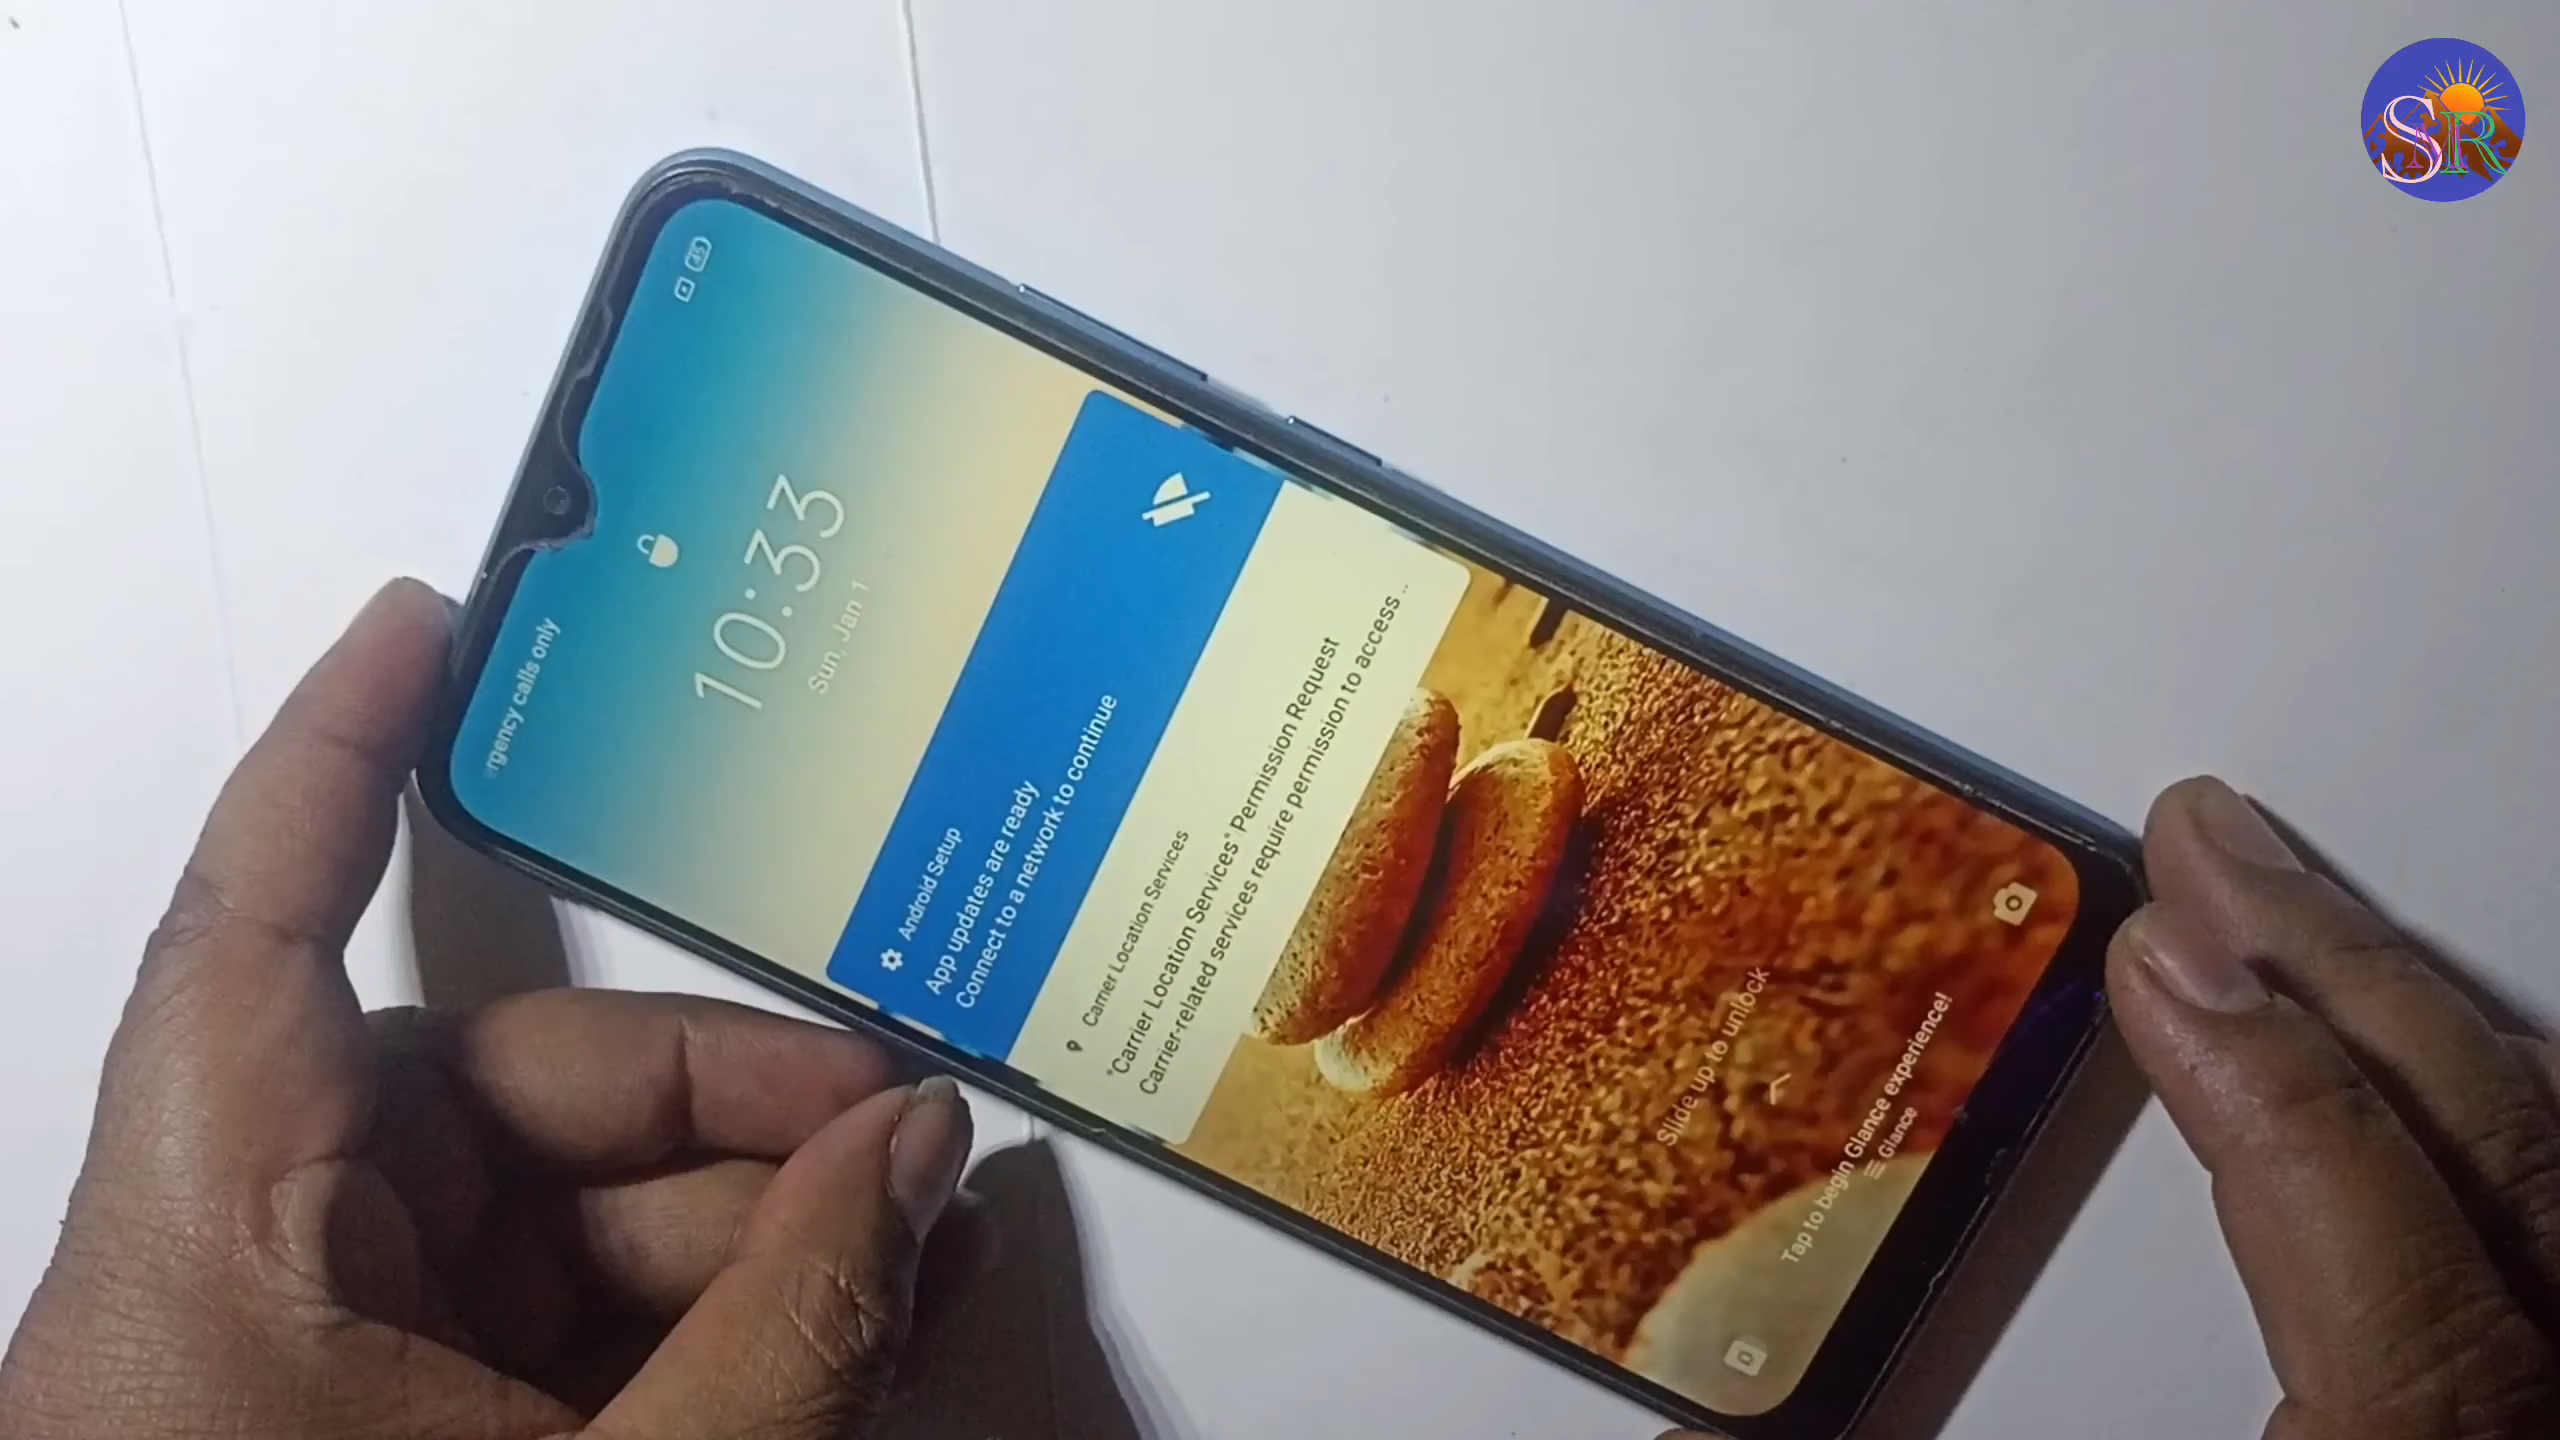 rgency calls only
45
10:33
Sun, Jan 1
Android Setup
App updates are ready
Connect to a network to continue
Carrier Location Services
"Carrier Location Services" Permission Request
Carrier-related services require permission to access ..
Slide up to unlock
Tap to begin Glance experience!
Glance
SMR